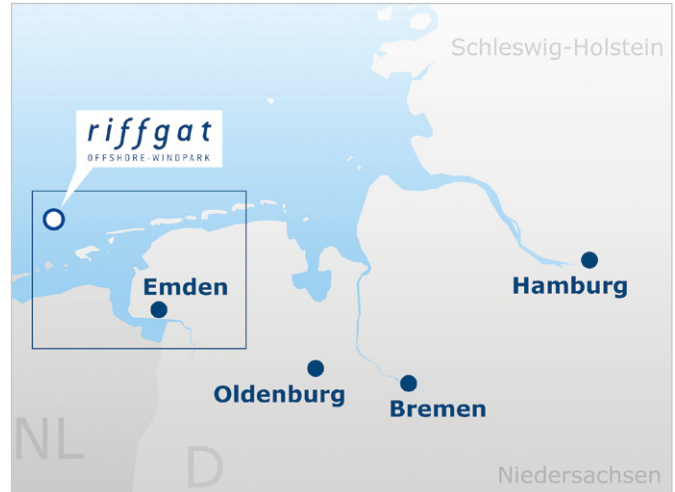 Schleswig-Holstein
riffgat
OFFSHORE-WINDPARK
Emden
Hamburg
Oldenburg
Bremen
NL
D
Niedersachsen